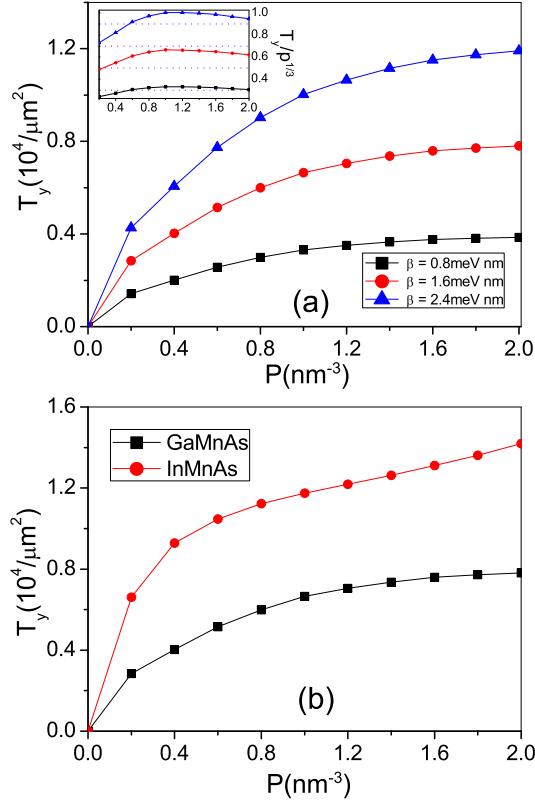 1.2
0.8
0.4
0.0
T_y(10^4/μm^2)
1.0
0.8
0.6
0.4
T_y/p^{1/3}
0.4 0.8 1.2 1.6 2.0
(a)
β = 0.8meV nm
β = 1.6meV nm
β = 2.4meV nm
0.0 0.4 0.8 1.2 1.6 2.0
P(nm^{-3})
1.6
1.2
0.8
0.4
0.0
T_y(10^4/μm^2)
GaMnAs
InMnAs
(b)
0.0 0.4 0.8 1.2 1.6 2.0
P(nm^{-3})